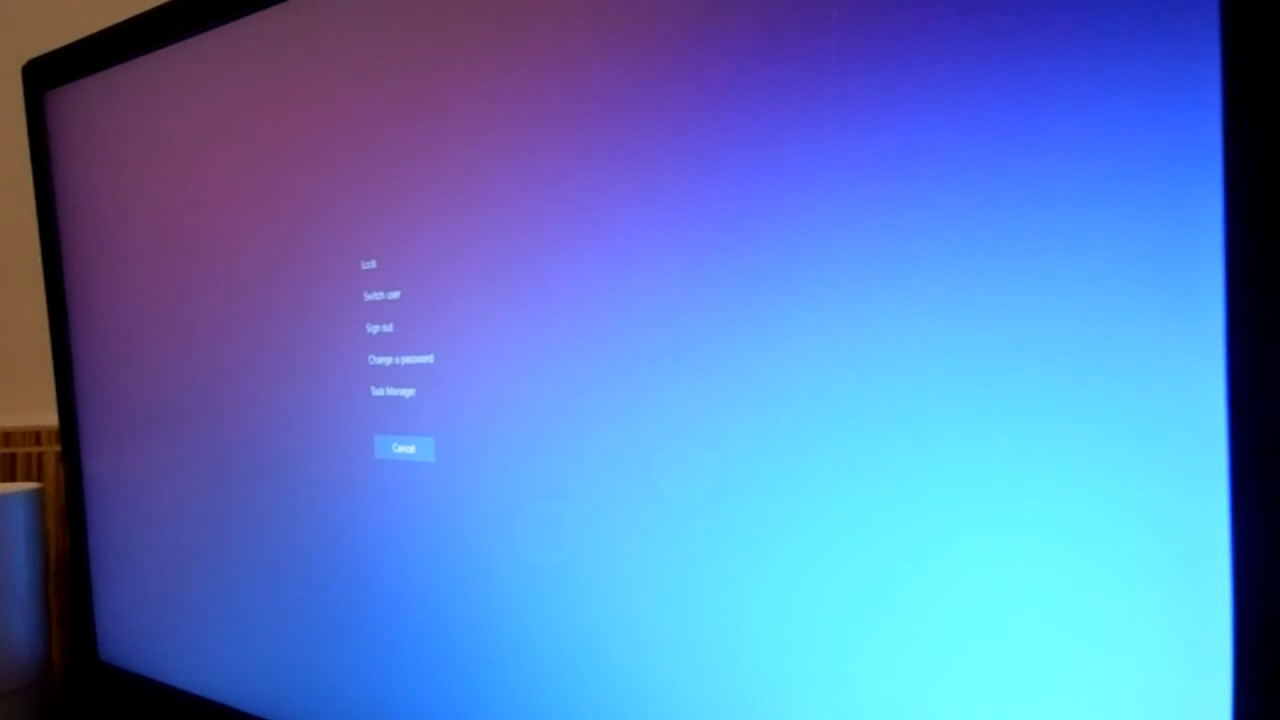 Lock
Switch user
Sign out
Change a password
Task Manager
Cancel